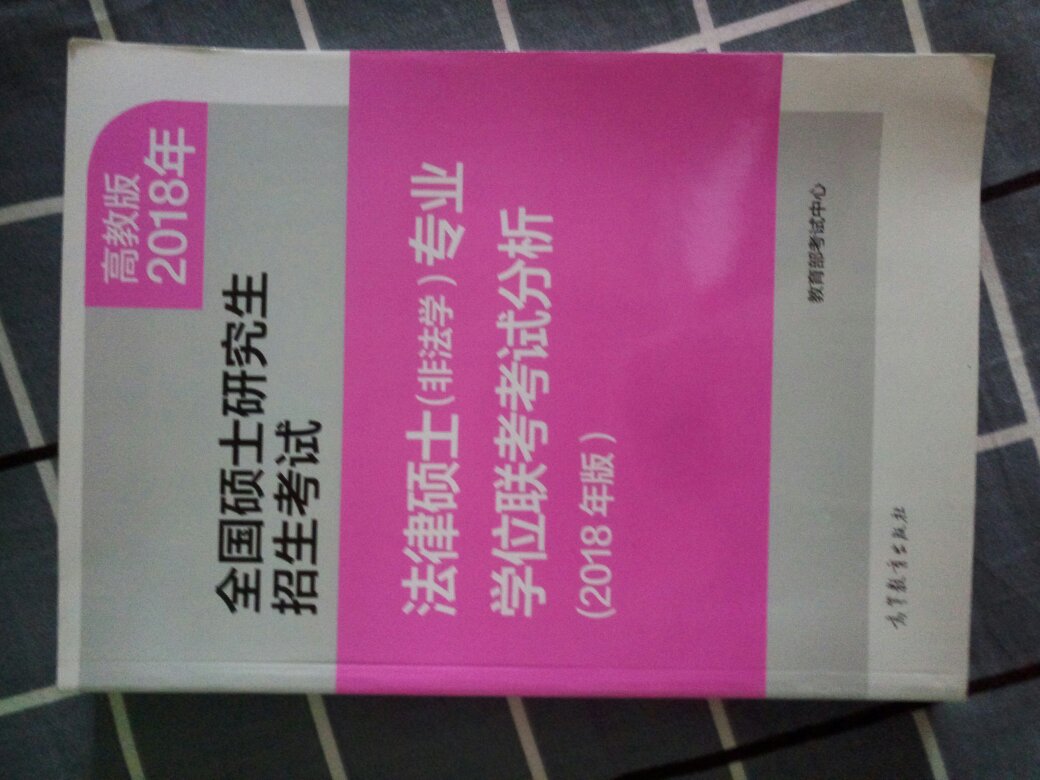 高教版
2018年
全国硕士研究生
招生考试
法律硕士(非法学)专业
学位联考考试分析
(2018年版)
教育部考试中心
高等教育出版社